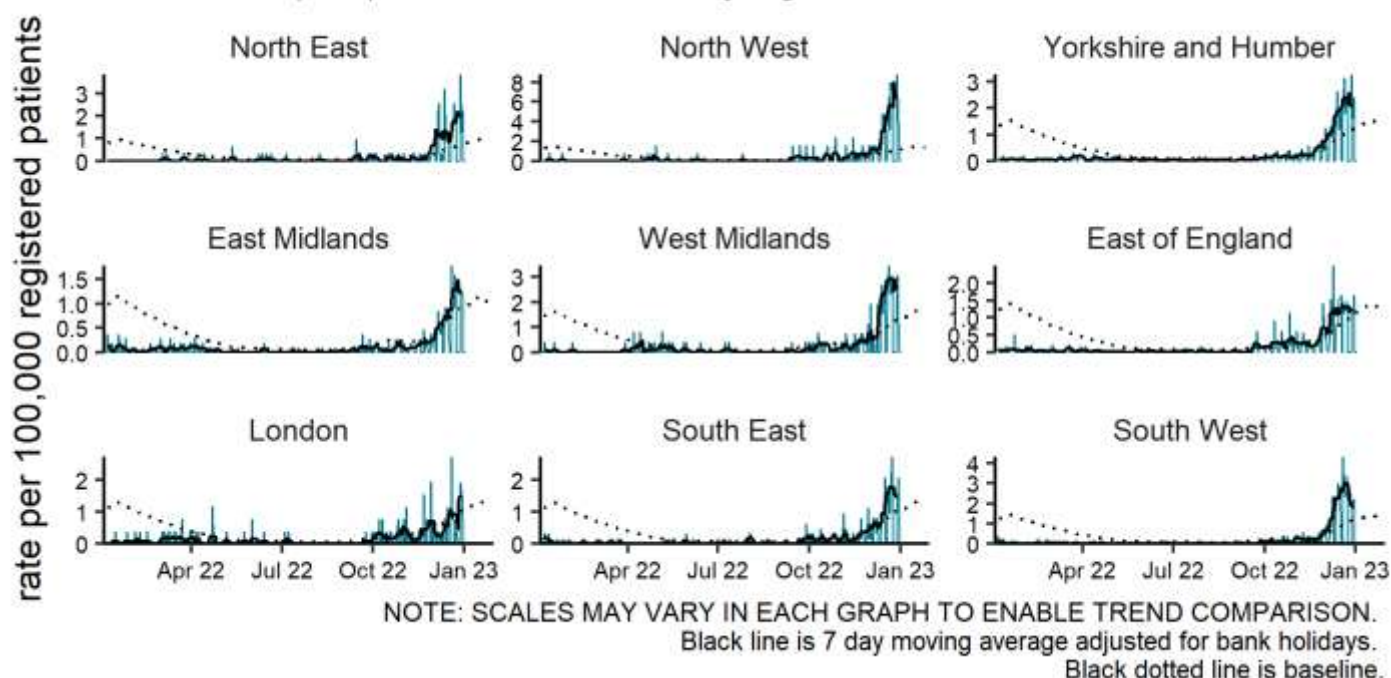 rate per 100,000 registered patients
North East
3
2
1
0
North West
8
6
4
2
0
Yorkshire and Humber
3
2
1
0
East Midlands
1.5
1.0
0.5
0.0
West Midlands
3
2
1
0
East of England
2.0
1.5
1.0
0.5
0.0
London
2
1
0
South East
2
1
0
South West
4
3
2
1
0
Apr 22 Jul 22 Oct 22 Jan 23
Apr 22 Jul 22 Oct 22 Jan 23
Apr 22 Jul 22 Oct 22 Jan 23
NOTE: SCALES MAY VARY IN EACH GRAPH TO ENABLE TREND COMPARISON.
Black line is 7 day moving average adjusted for bank holidays.
Black dotted line is baseline.